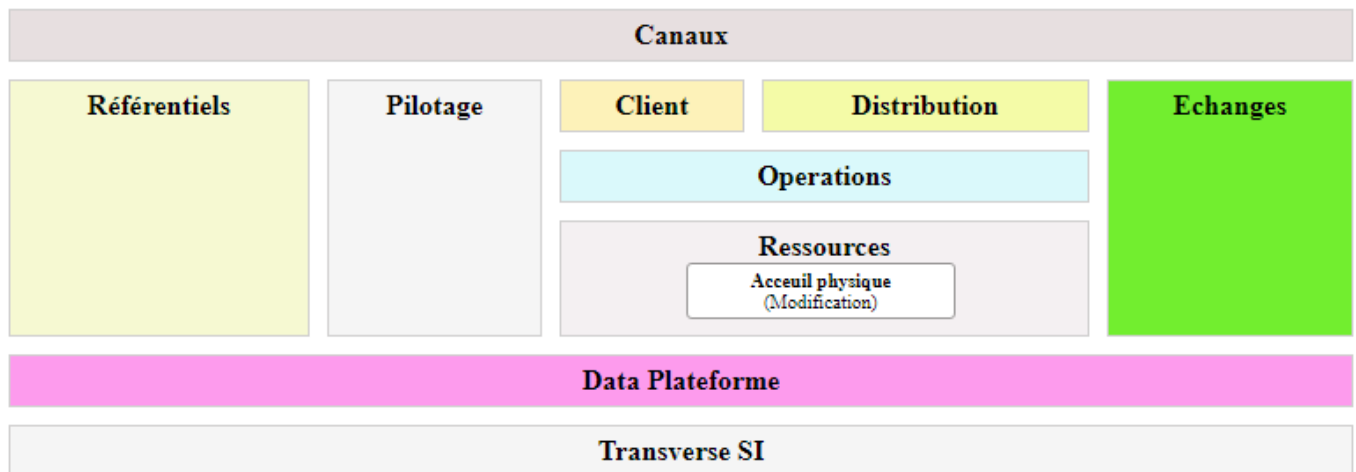 Canaux
Référentiels
Pilotage
Client
Distribution
Echanges
Operations
Ressources
Acceuil physique
(Modification)
Data Plateforme
Transverse SI